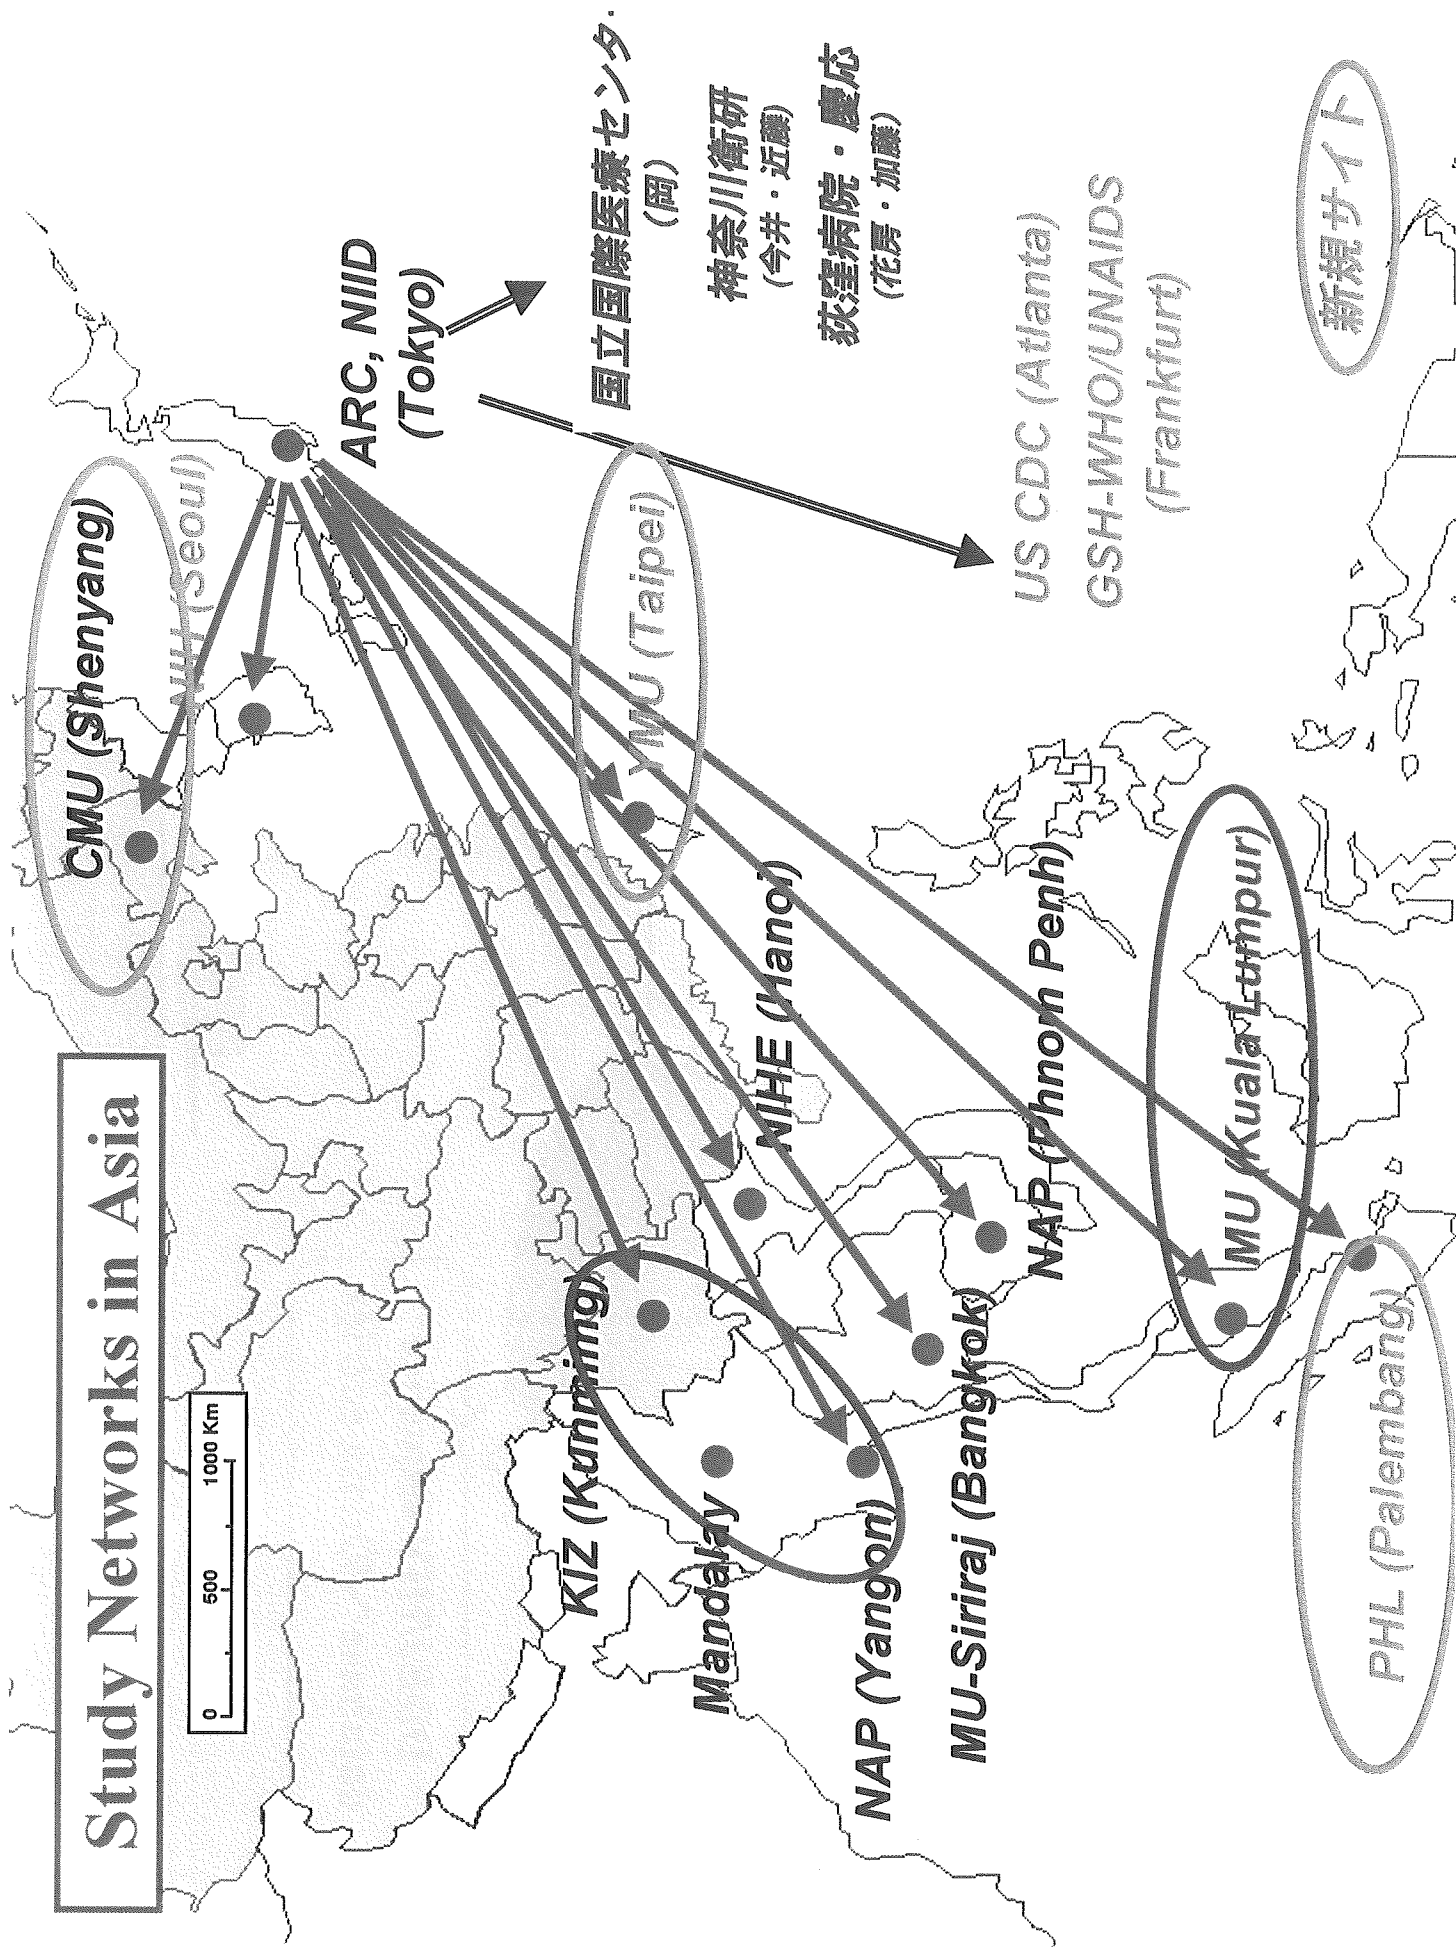 Study Networks in Asia
0 500 1000 Km
CMU (Shenyang)
NIH (Seoul)
ARC, NIID
(Tokyo)
国立国際医療センター
(岡)
神奈川衛研
(今井・近藤)
荻窪病院・慶応
(花房・加藤)
KIZ (Kunming)
YMU (Taipei)
Mandalay
NIHE (Hanoi)
NAP (Yangon)
MU-Siriraj (Bangkok)
NAP (Phnom Penh)
US CDC (Atlanta)
GSH-WHO/UNAIDS
(Frankfurt)
MU (Kuala Lumpur)
PHL (Palembang)
新規サイト